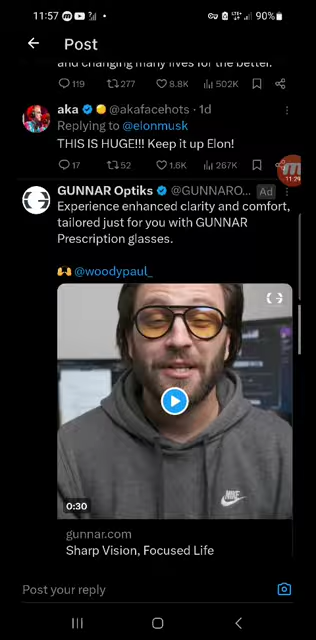 11:57
90%
Post
and changing many lives for the better.
119 277 8.8K 502K
aka @akafacehots · 1d
Replying to @elonmusk
THIS IS HUGE!!! Keep it up Elon!
17 52 1.6K 267K
11:29
GUNNAR Optiks @GUNNARO... Ad
Experience enhanced clarity and comfort,
tailored just for you with GUNNAR
Prescription glasses.
🙌 @woodypaul_
NIKE
0:30
gunnar.com
Sharp Vision, Focused Life
Post your reply